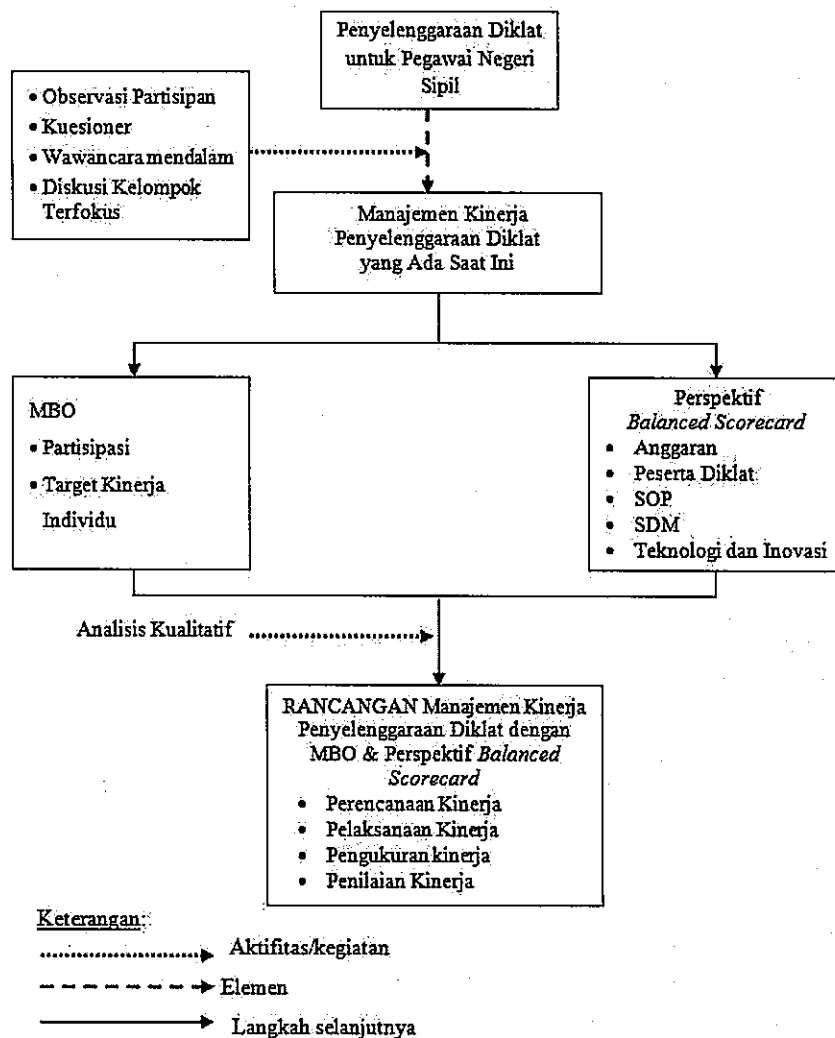 Penyelenggaraan Diklat
untuk Pegawai Negeri
Sipil
• Observasi Partisipan
• Kuesioner
• Wawancara mendalam
• Diskusi Kelompok
Terfokus
Manajemen Kinerja
Penyelenggaraan Diklat
yang Ada Saat Ini
MBO
• Partisipasi
• Target Kinerja
Individu
Perspektif
Balanced Scorecard
• Anggaran
• Peserta Diklat
• SOP
• SDM
• Teknologi dan Inovasi
Analisis Kualitatif
RANCANGAN Manajemen Kinerja
Penyelenggaraan Diklat dengan
MBO & Perspektif Balanced
Scorecard
• Perencanaan Kinerja
• Pelaksanaan Kinerja
• Pengukuran kinerja
• Penilaian Kinerja
Keterangan:
Aktifitas/kegiatan
Elemen
Langkah selanjutnya